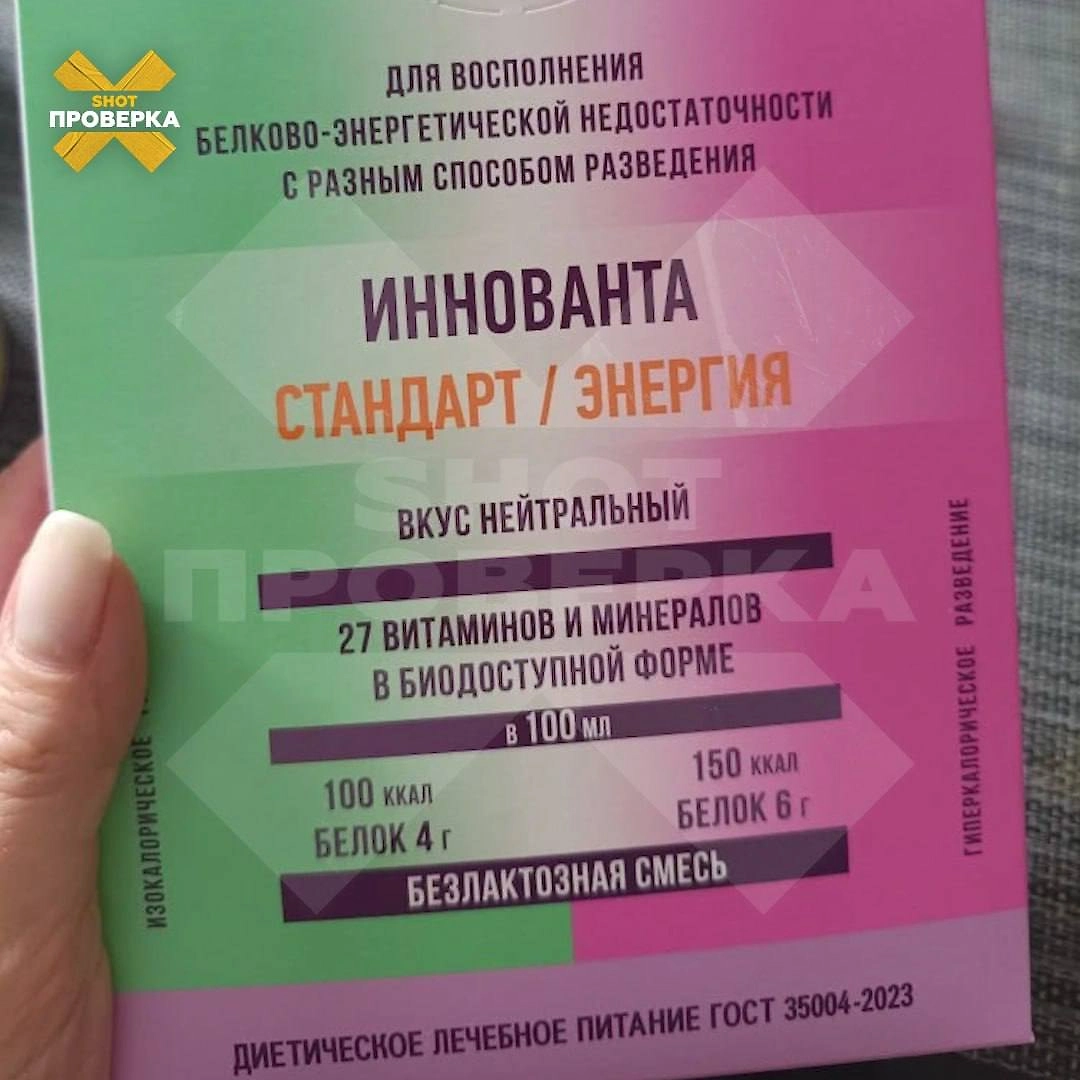 SHOT
ПРОВЕРКА
ДЛЯ ВОСПОЛНЕНИЯ
БЕЛКОВО-ЭНЕРГЕТИЧЕСКОЙ НЕДОСТАТОЧНОСТИ
С РАЗНЫМ СПОСОБОМ РАЗВЕДЕНИЯ
ИННОВАНТА
СТАНДАРТ / ЭНЕРГИЯ
SHOT
ПРОВЕРКА
ВКУС НЕЙТРАЛЬНЫЙ
27 ВИТАМИНОВ И МИНЕРАЛОВ
В БИОДОСТУПНОЙ ФОРМЕ
в 100 мл
100 ККАЛ
БЕЛОК 4 г
150 ККАЛ
БЕЛОК 6 г
БЕЗЛАКТОЗНАЯ СМЕСЬ
ИЗОКАЛОРИЧЕСКОЕ
ГИПЕРКАЛОРИЧЕСКОЕ РАЗВЕДЕНИЕ
ДИЕТИЧЕСКОЕ ЛЕЧЕБНОЕ ПИТАНИЕ ГОСТ 35004-2023